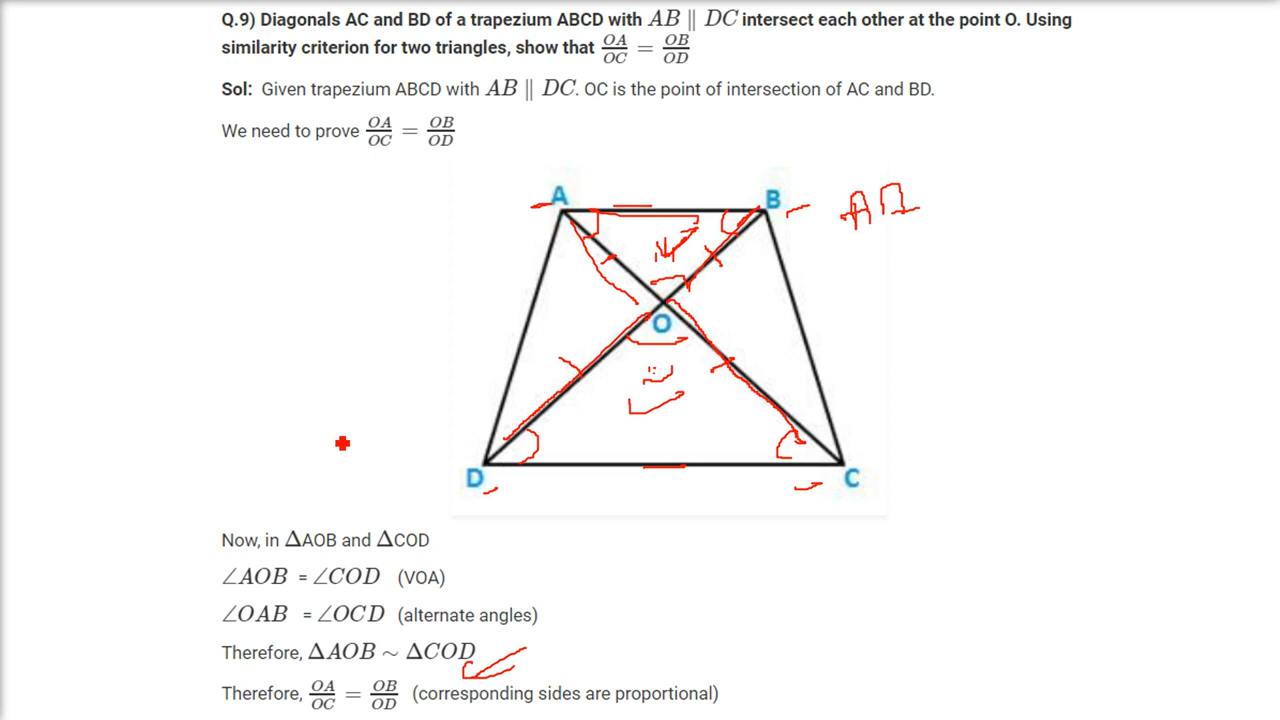 Q.9) Diagonals AC and BD of a trapezium ABCD with AB ∥ DC intersect each other at the point O. Using
similarity criterion for two triangles, show that OA/OC = OB/OD
Sol: Given trapezium ABCD with AB ∥ DC. OC is the point of intersection of AC and BD.
We need to prove OA/OC = OB/OD
A
B
O
D
C
Now, in ΔAOB and ΔCOD
∠AOB = ∠COD (VOA)
∠OAB = ∠OCD (alternate angles)
Therefore, ΔAOB ~ ΔCOD
Therefore, OA/OC = OB/OD (corresponding sides are proportional)